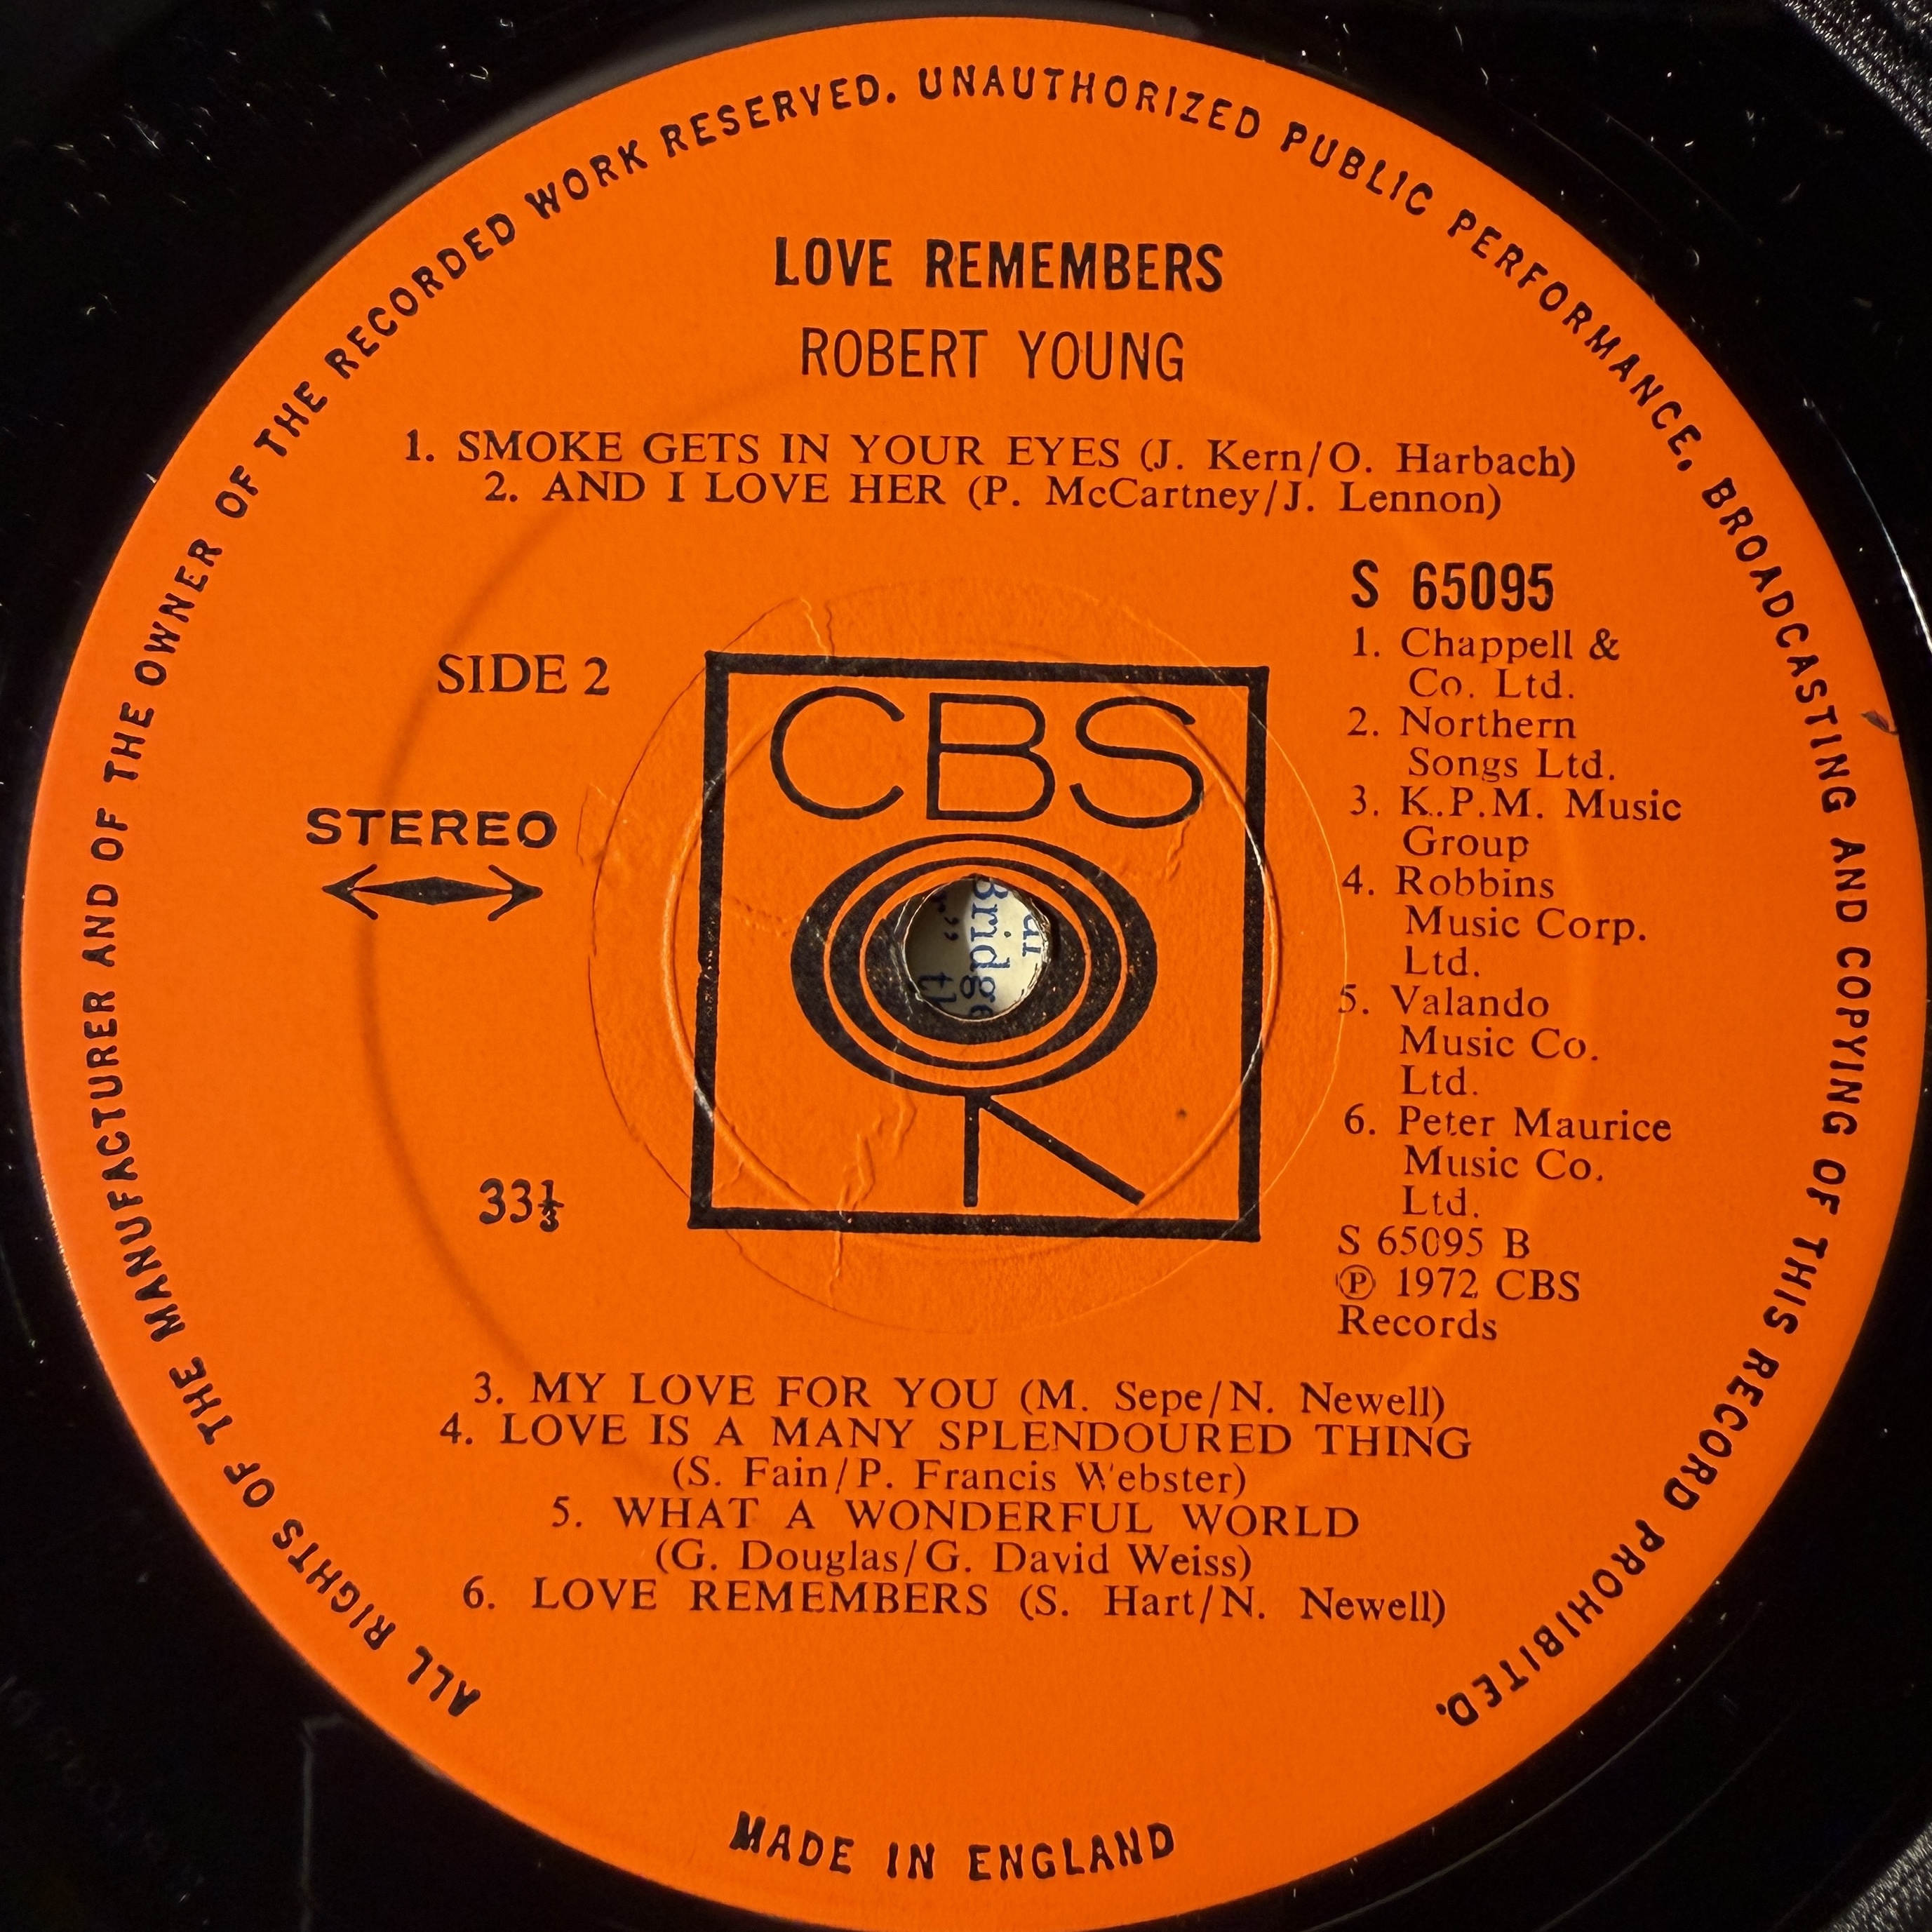 ALL RIGHTS OF THE MANUFACTURER AND OF THE OWNER OF THE RECORDED WORK RESERVED. UNAUTHORIZED PUBLIC PERFORMANCE, BROADCASTING AND COPYING OF THIS RECORD PROHIBITED.
LOVE REMEMBERS
ROBERT YOUNG
1. SMOKE GETS IN YOUR EYES (J. Kern/O. Harbach)
2. AND I LOVE HER (P. McCartney/J. Lennon)
SIDE 2
STEREO
33⅓
CBS
S 65095
1. Chappell &
Co. Ltd.
2. Northern
Songs Ltd.
3. K.P.M. Music
Group
4. Robbins
Music Corp.
Ltd.
5. Valando
Music Co.
Ltd.
6. Peter Maurice
Music Co.
Ltd.
S 65095 B
Ⓟ 1972 CBS
Records
3. MY LOVE FOR YOU (M. Sepe/N. Newell)
4. LOVE IS A MANY SPLENDOURED THING
(S. Fain/P. Francis Webster)
5. WHAT A WONDERFUL WORLD
(G. Douglas/G. David Weiss)
6. LOVE REMEMBERS (S. Hart/N. Newell)
MADE IN ENGLAND